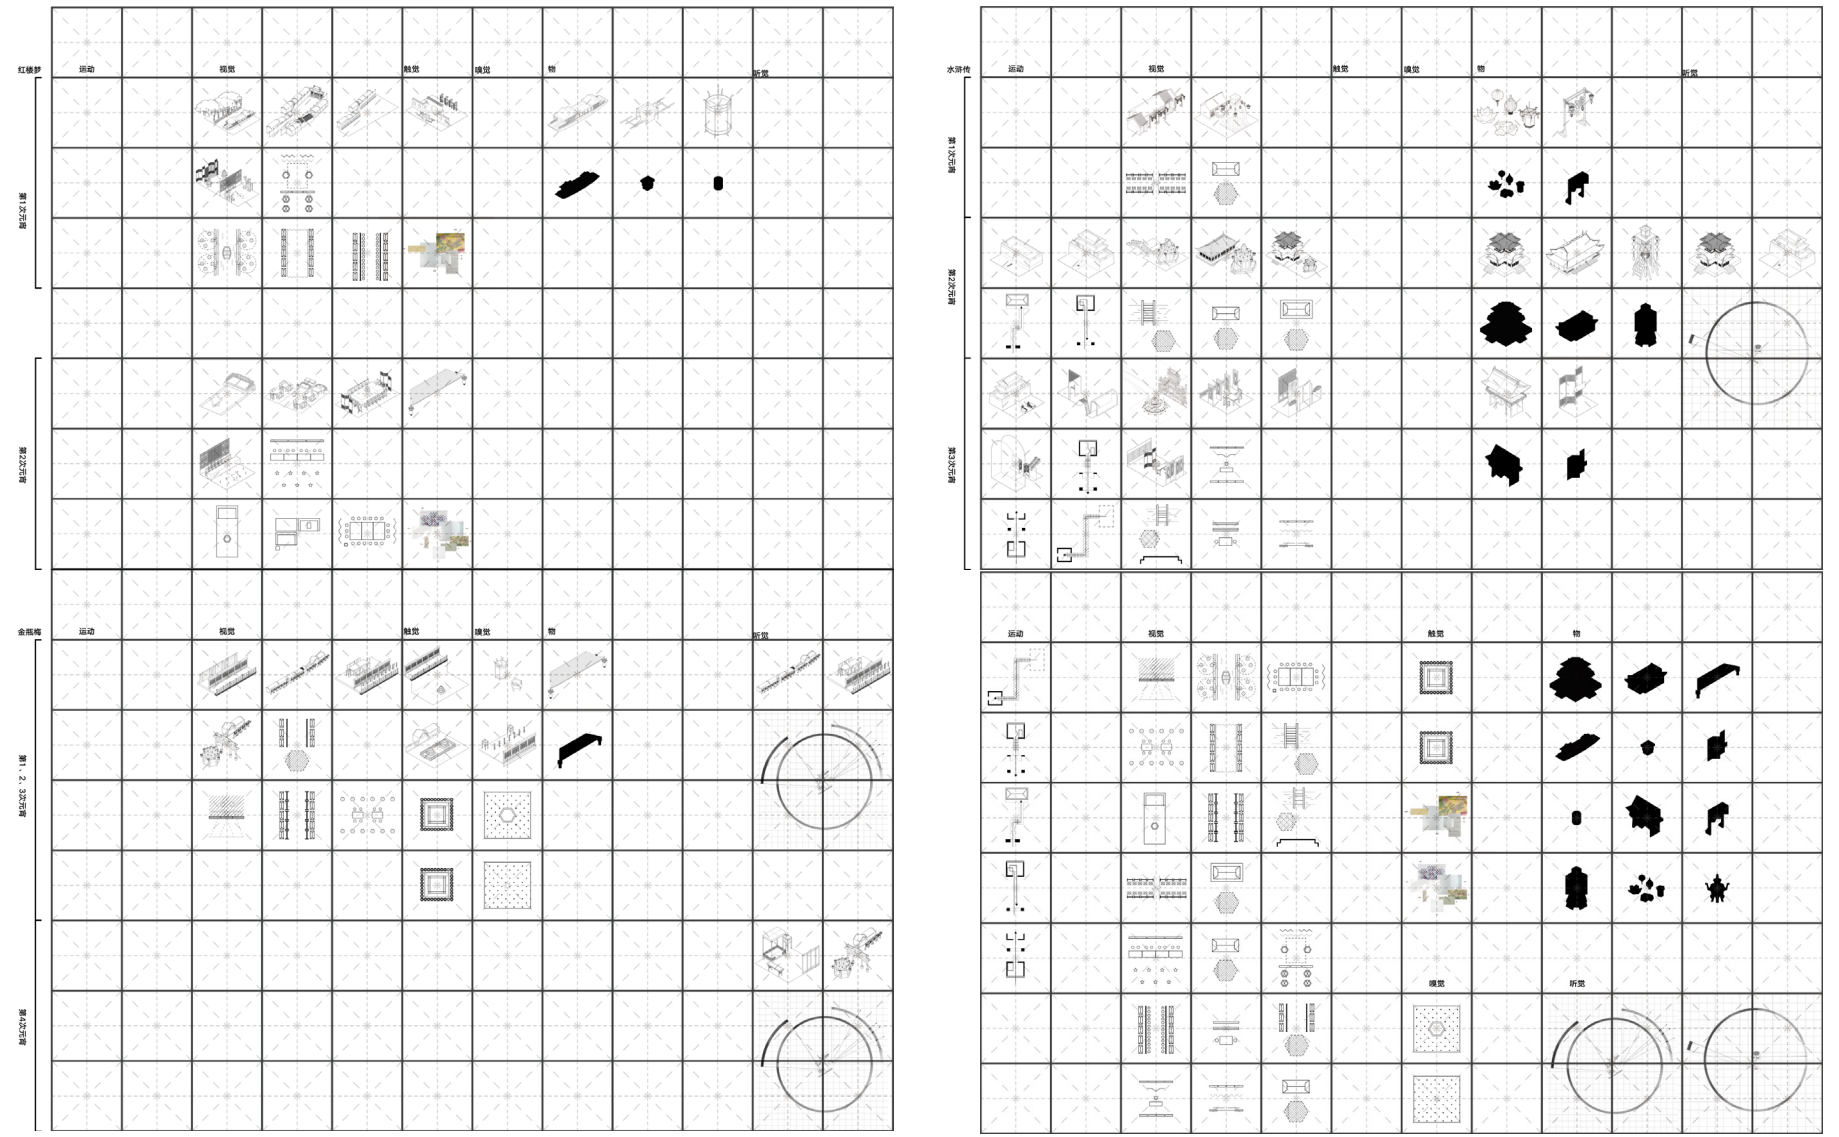 红楼梦
运动
视觉
触觉
嗅觉
物
听觉
第1次元宵
第2次元宵
金瓶梅
运动
视觉
触觉
嗅觉
物
听觉
第1、2、3次元宵
第4次元宵
水浒传
运动
视觉
触觉
嗅觉
物
听觉
第1次元宵
第2次元宵
第3次元宵
运动
视觉
触觉
物
嗅觉
听觉